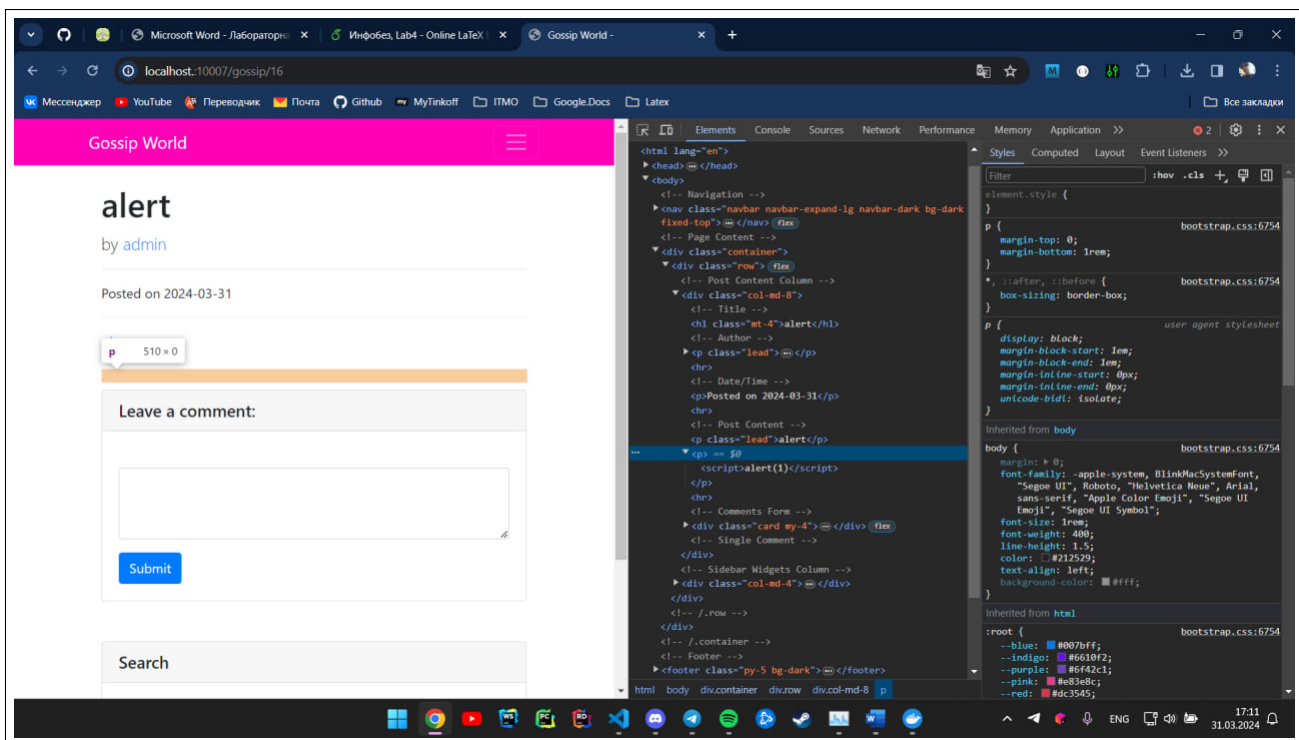 Microsoft Word - Лабораторн
Инфобез, Lab4 - Online LaTeX
Gossip World -
localhost.:10007/gossip/16
Мессенджер YouTube Переводчик Почта Github MyTinkoff ITMO Google.Docs Latex Все закладки
Gossip World
alert
by admin
Posted on 2024-03-31
p 510 × 0
Leave a comment:
Submit
Search
Elements Console Sources Network Performance Memory Application 2
<html lang="en">
<head> </head>
<body>
<!-- Navigation -->
<nav class="navbar navbar-expand-lg navbar-dark bg-dark
fixed-top"> </nav> flex
<!-- Page Content -->
<div class="container">
<div class="row"> flex
<!-- Post Content Column -->
<div class="col-md-8">
<!-- Title -->
<h1 class="mt-4">alert</h1>
<!-- Author -->
<p class="lead"> </p>
<hr>
<!-- Date/Time -->
<p>Posted on 2024-03-31</p>
<hr>
<!-- Post Content -->
<p class="lead">alert</p>
<p> == $0
<script>alert(1)</script>
</p>
<hr>
<!-- Comments Form -->
<div class="card my-4"> </div> flex
<!-- Single Comment -->
</div>
<!-- Sidebar Widgets Column -->
<div class="col-md-4"> </div>
</div>
<!-- /.row -->
</div>
<!-- /.container -->
<!-- Footer -->
<footer class="py-5 bg-dark"> </footer>
html body div.container div.row div.col-md-8 p
Styles Computed Layout Event Listeners
Filter :hov .cls
element.style {
}
p { bootstrap.css:6754
margin-top: 0;
margin-bottom: 1rem;
}
*, ::after, ::before { bootstrap.css:6754
box-sizing: border-box;
}
p { user agent stylesheet
display: block;
margin-block-start: 1em;
margin-block-end: 1em;
margin-inline-start: 0px;
margin-inline-end: 0px;
unicode-bidi: isolate;
}
Inherited from body
body { bootstrap.css:6754
margin: 0;
font-family: -apple-system, BlinkMacSystemFont,
"Segoe UI", Roboto, "Helvetica Neue", Arial,
sans-serif, "Apple Color Emoji", "Segoe UI
Emoji", "Segoe UI Symbol";
font-size: 1rem;
font-weight: 400;
line-height: 1.5;
color: #212529;
text-align: left;
background-color: #fff;
}
Inherited from html
:root { bootstrap.css:6754
--blue: #007bff;
--indigo: #6610f2;
--purple: #6f42c1;
--pink: #e83e8c;
--red: #dc3545;
ENG 17:11
31.03.2024